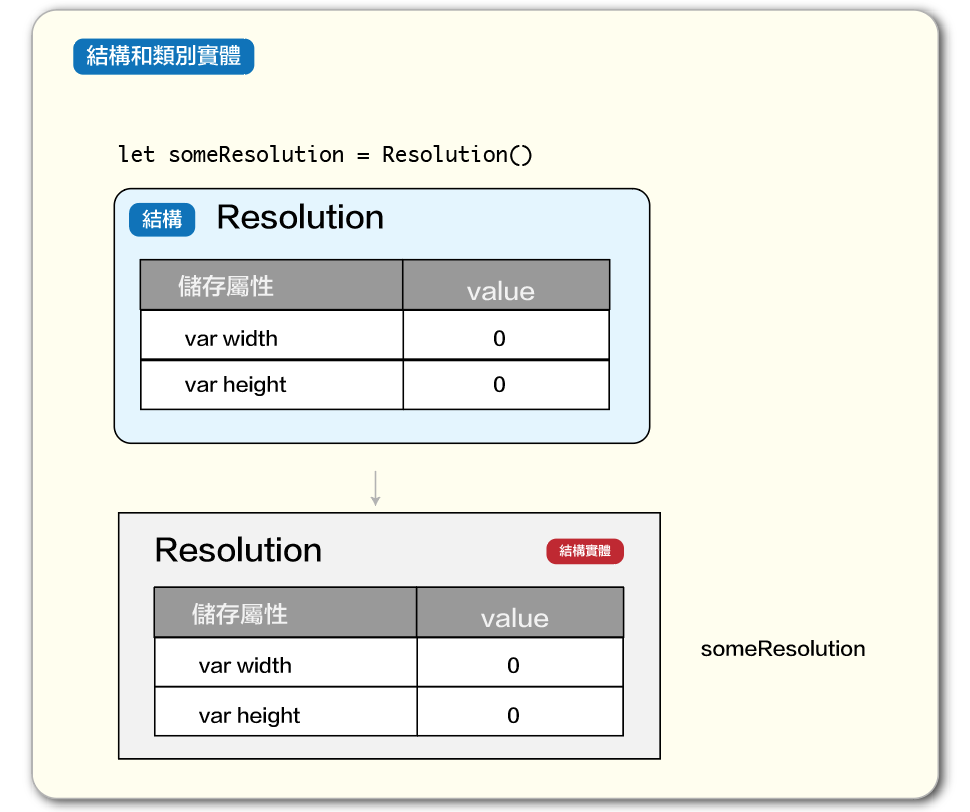 結構和類別實體
let someResolution = Resolution()
結構 Resolution
儲存屬性 value
var width 0
var height 0
Resolution 結構實體
儲存屬性 value
var width 0
someResolution
var height 0